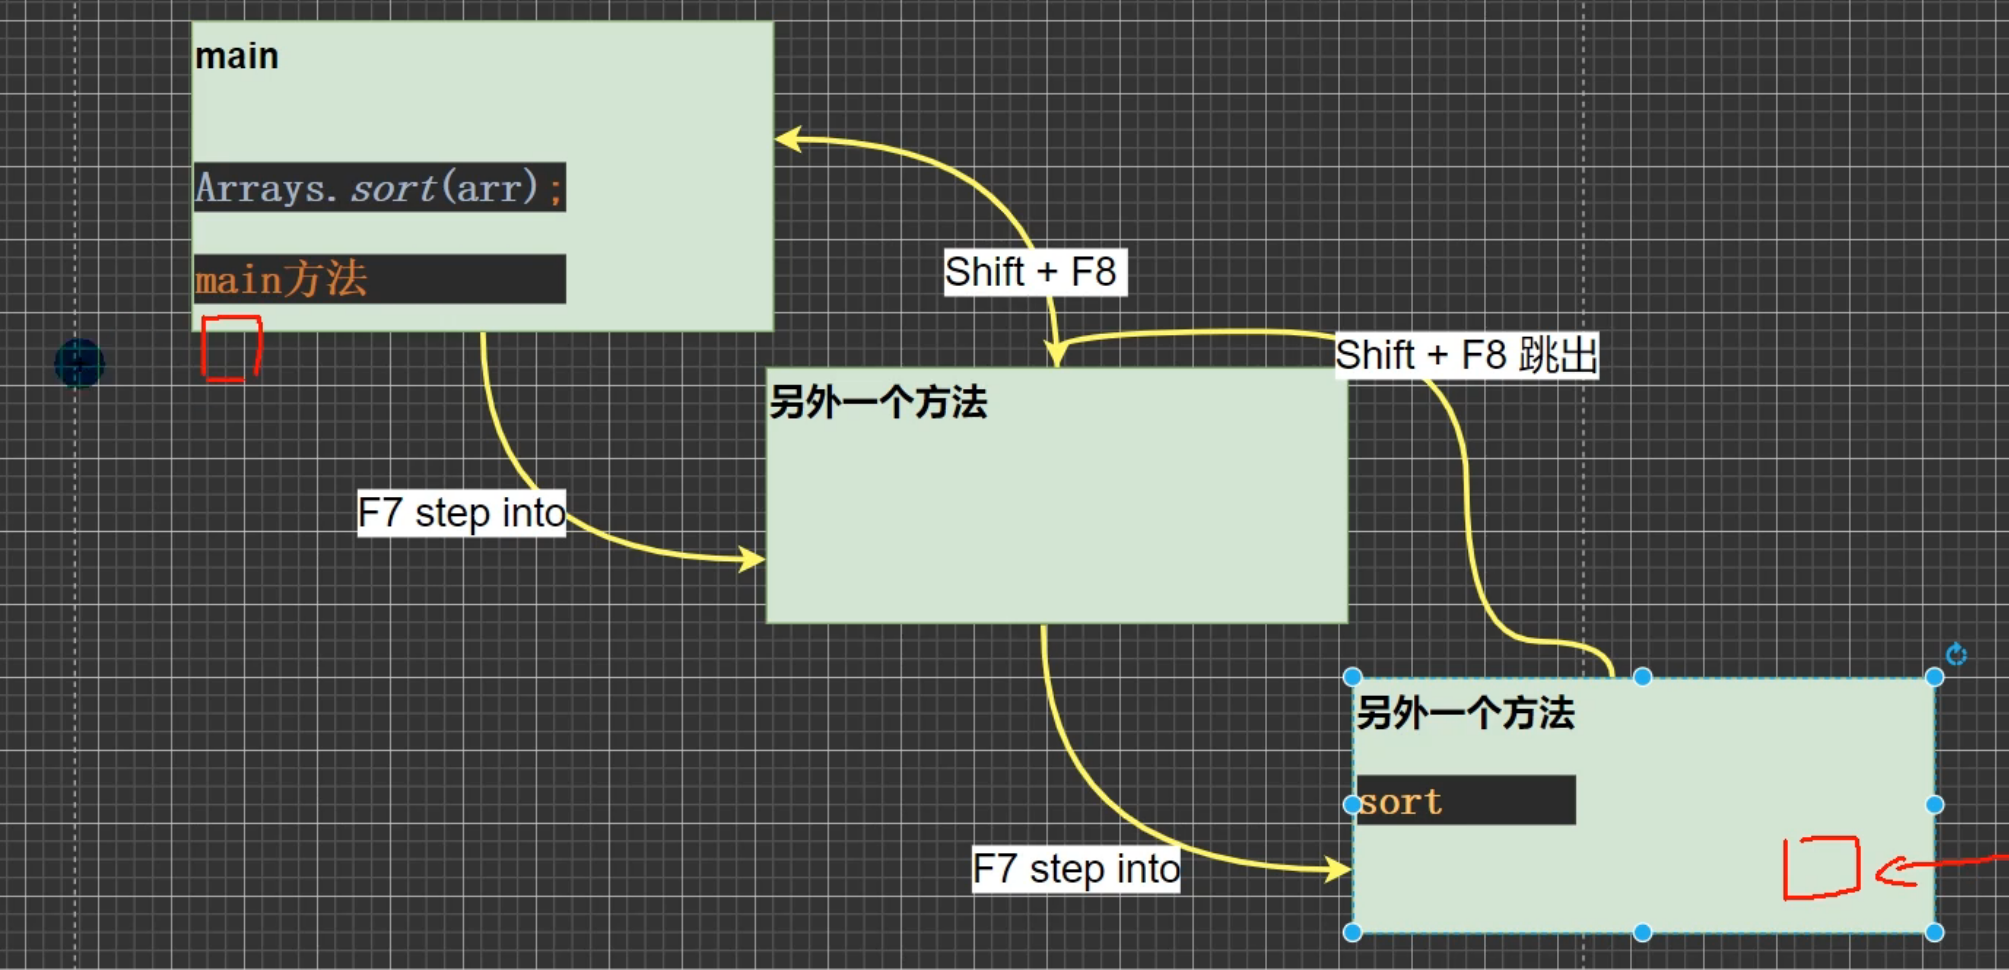 main
Arrays.sort(arr);
main方法
Shift + F8
Shift + F8 跳出
另外一个方法
F7 step into
另外一个方法
sort
F7 step into